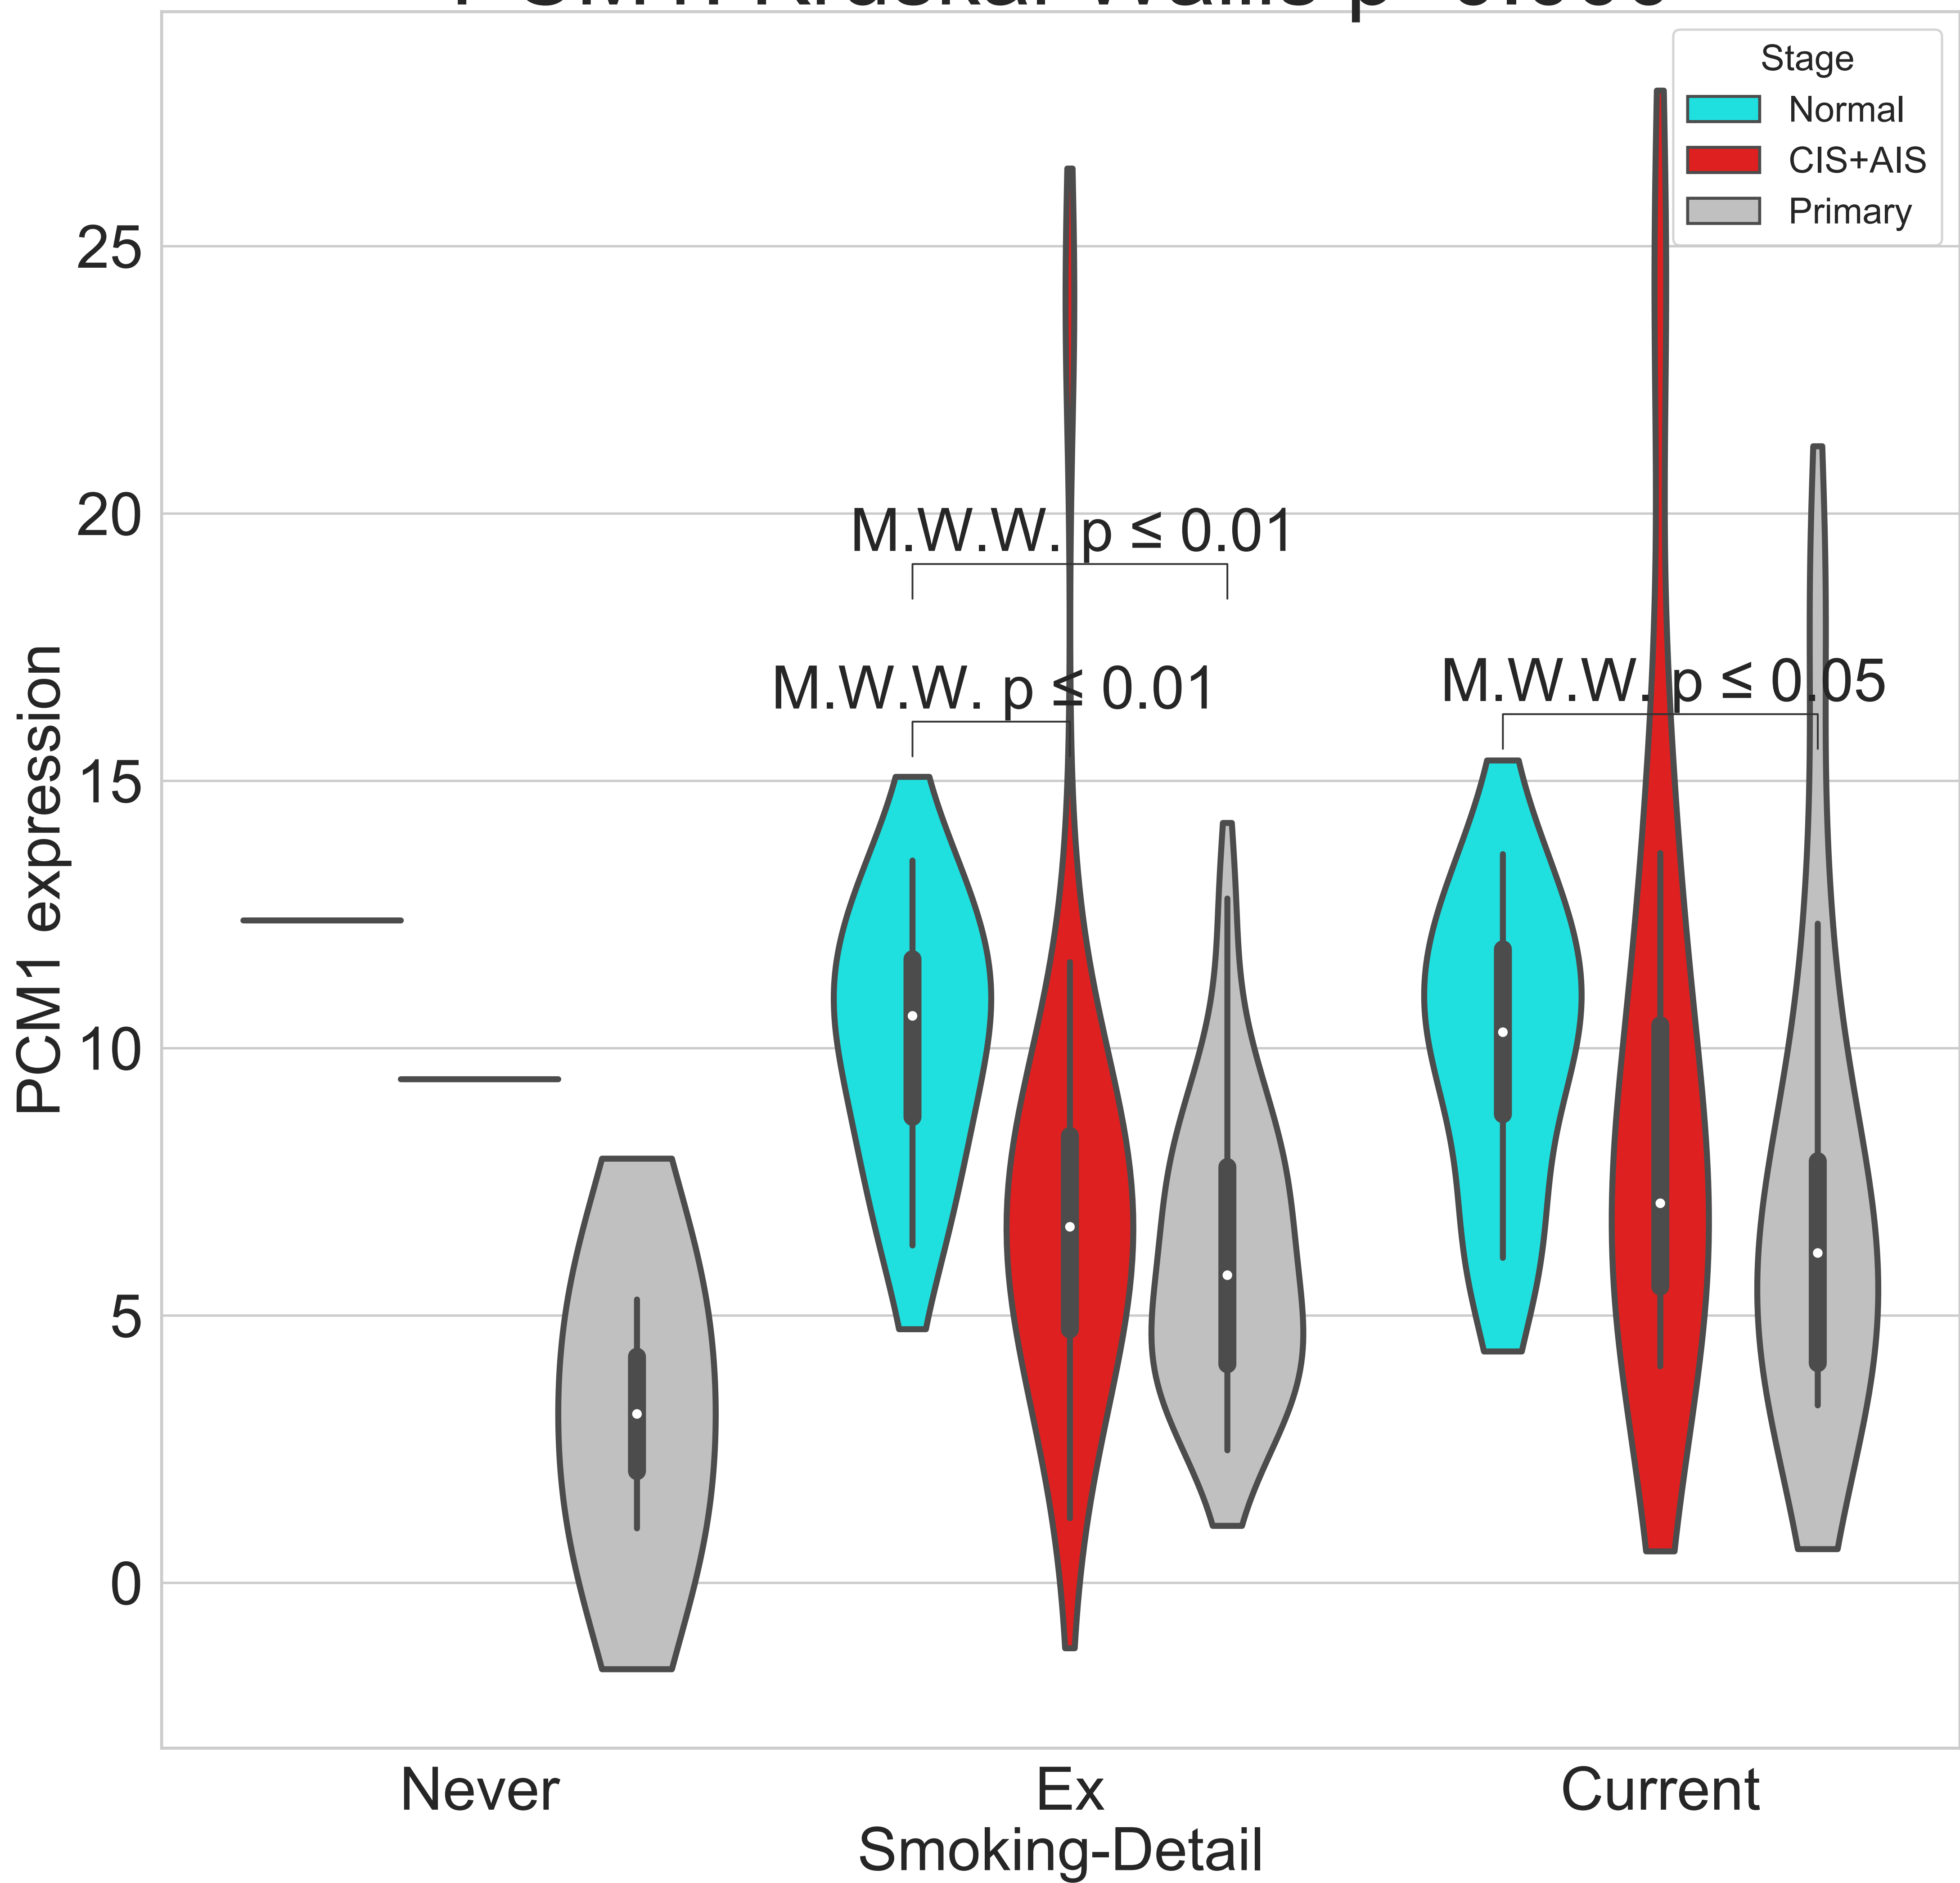 Stage
Normal
CIS+AIS
Primary
25
20
15
10
5
0
PCM1 expression
M.W.W. p ≤ 0.01
M.W.W. p ≤ 0.01
M.W.W. p ≤ 0.05
Never
Ex
Current
Smoking-Detail